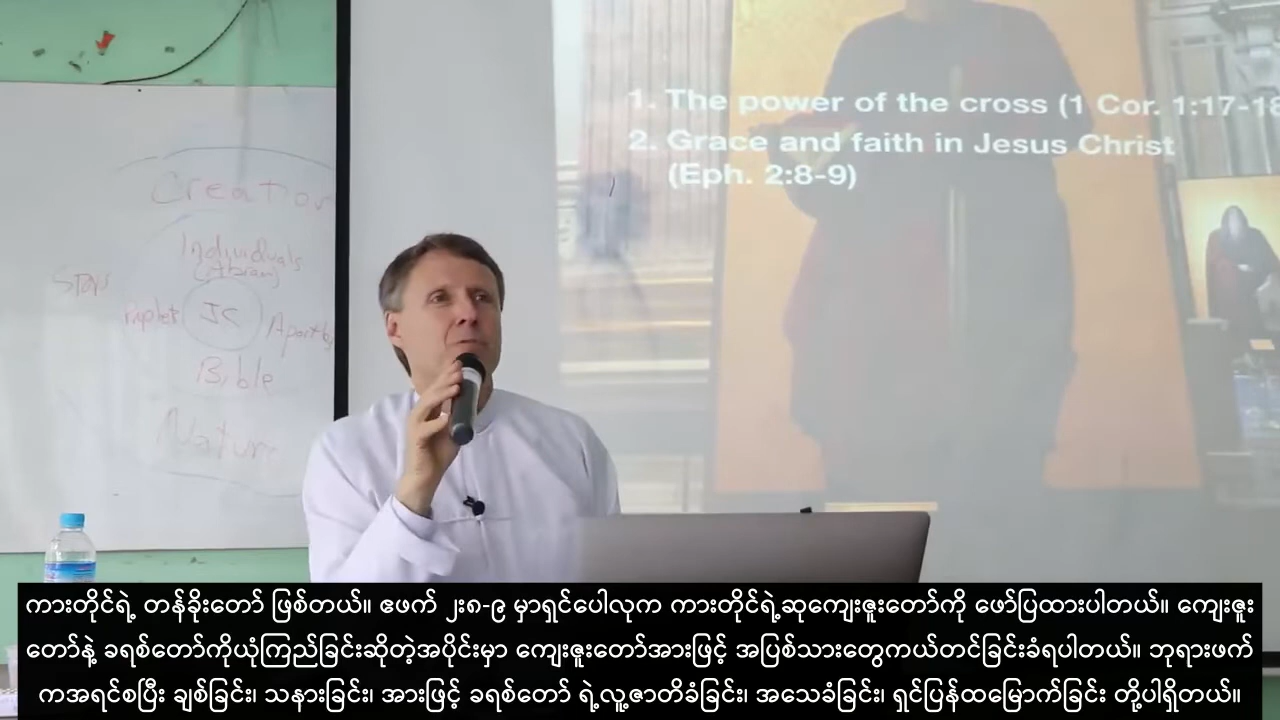 1. The power of the cross (1 Cor. 1:17-18
2. Grace and faith in Jesus Christ
(Eph. 2:8-9)
Creation
Individuals
(Abram)
JC
Bible
Nature
ကားတိုင်ရဲ့ တန်ခိုးတော် ဖြစ်တယ်။ ဧဖက် ၂း၈-၉ မှာရှင်ပေါလုက ကားတိုင်ရဲ့ဆုကျေးဇူးတော်ကို ဖော်ပြထားပါတယ်။ ကျေးဇူး
တော်နဲ့ ခရစ်တော်ကိုယုံကြည်ခြင်းဆိုတဲ့အပိုင်းမှာ ကျေးဇူးတော်အားဖြင့် အပြစ်သားတွေကယ်တင်ခြင်းခံရပါတယ်။ ဘုရားဖက်
ကအရင်စပြီး ချစ်ခြင်း၊ သနားခြင်း၊ အားဖြင့် ခရစ်တော် ရဲ့လူ့ဇာတိခံခြင်း၊ အသေခံခြင်း၊ ရှင်ပြန်ထမြောက်ခြင်း တို့ပါရှိတယ်။